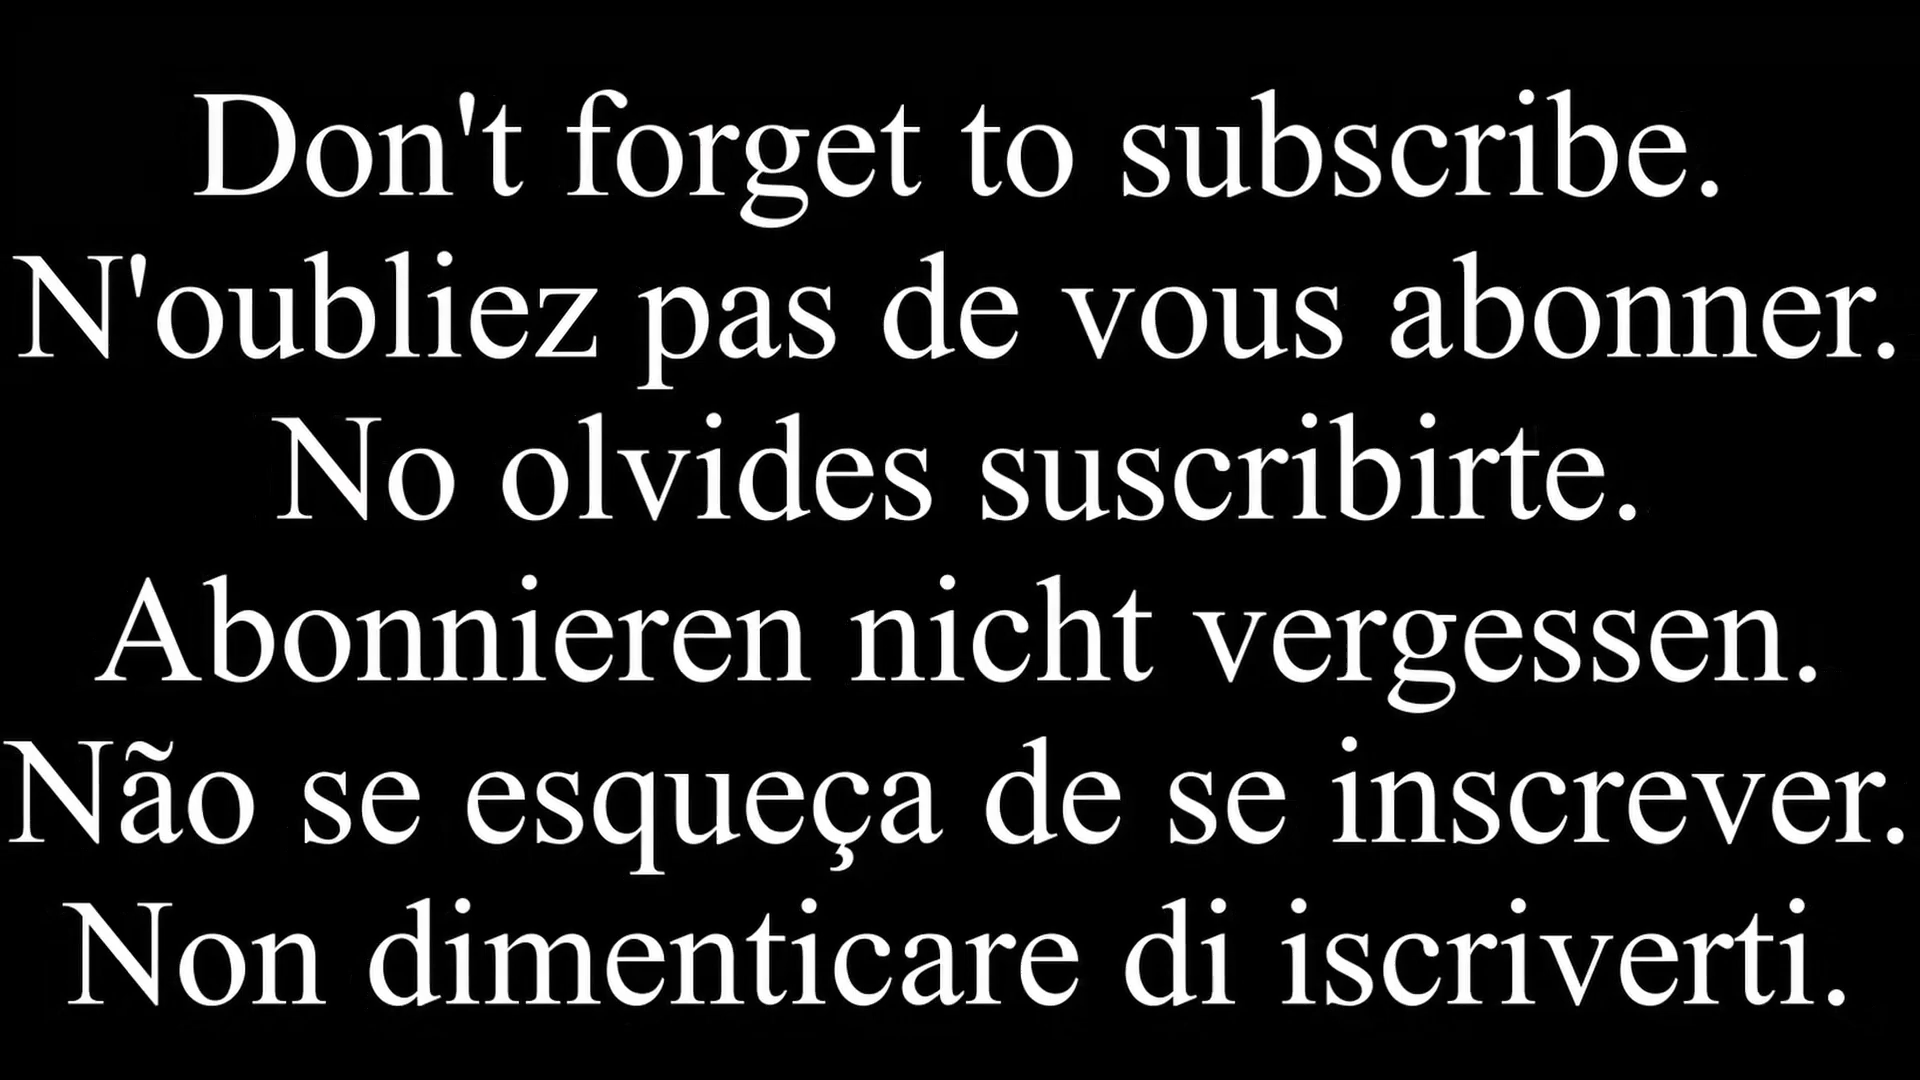 Don't forget to subscribe.
N'oubliez pas de vous abonner.
No olvides suscribirte.
Abonnieren nicht vergessen.
Não se esqueça de se inscrever.
Non dimenticare di iscriverti.